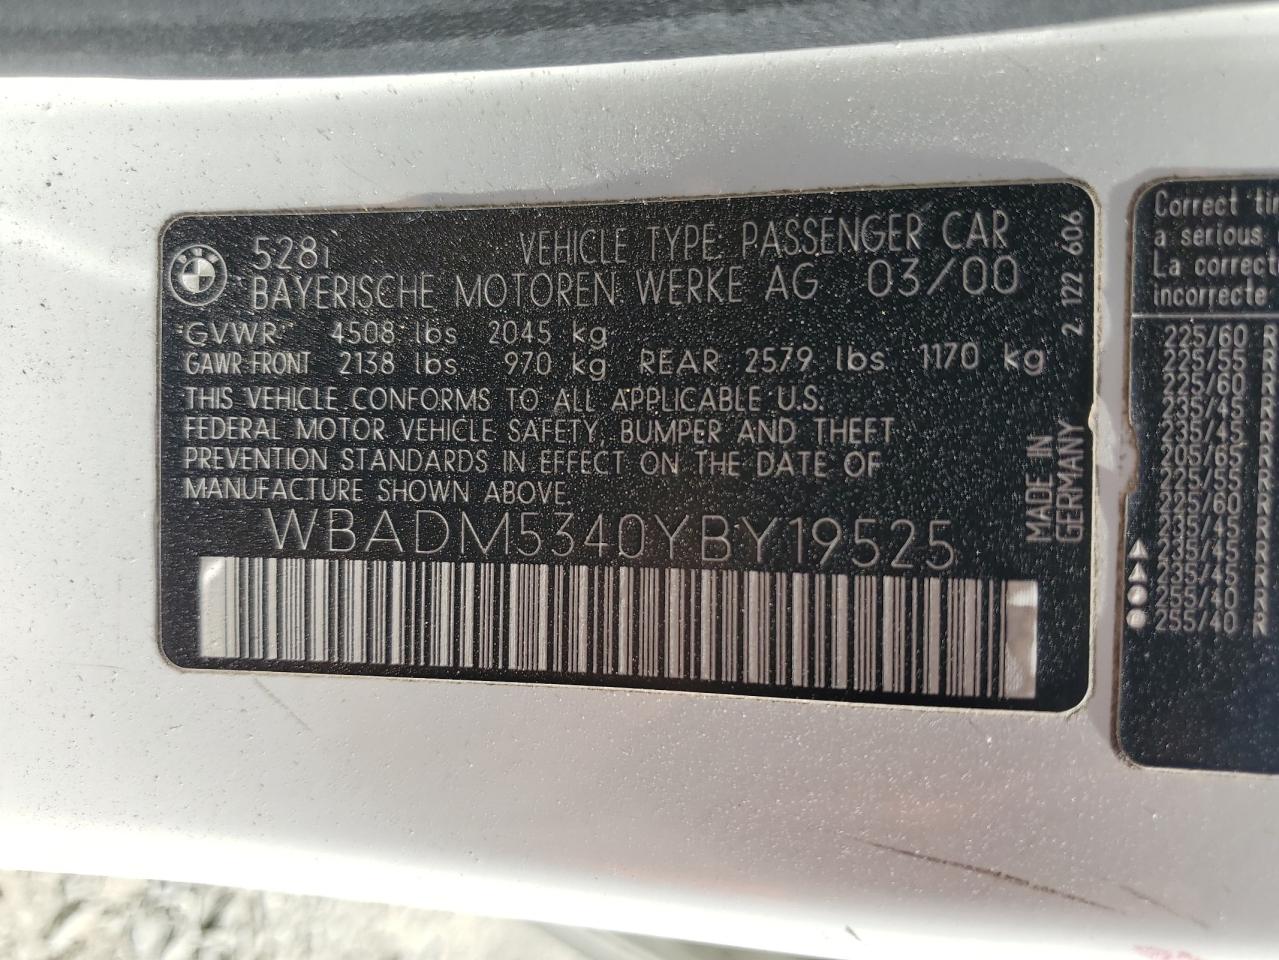 528i VEHICLE TYPE: PASSENGER CAR
BAYERISCHE MOTOREN WERKE AG 03/00
GVWR 4508 lbs 2045 kg
GAWR-FRONT 2138 lbs 970 kg REAR 2579 lbs 1170 kg
THIS VEHICLE CONFORMS TO ALL APPLICABLE U.S.
FEDERAL MOTOR VEHICLE SAFETY, BUMPER AND THEFT
PREVENTION STANDARDS IN EFFECT ON THE DATE OF
MANUFACTURE SHOWN ABOVE
WBADM5340YBY19525
2 122 606
MADE IN
GERMANY
Correct
a serious
La correct
incorrecte
225/60 R
225/55 R
225/60 R
235/45 R
235/45 R
205/65 R
225/55 R
225/60 R
235/45 R
235/45 R
235/45 R
255/40 R
255/40 R